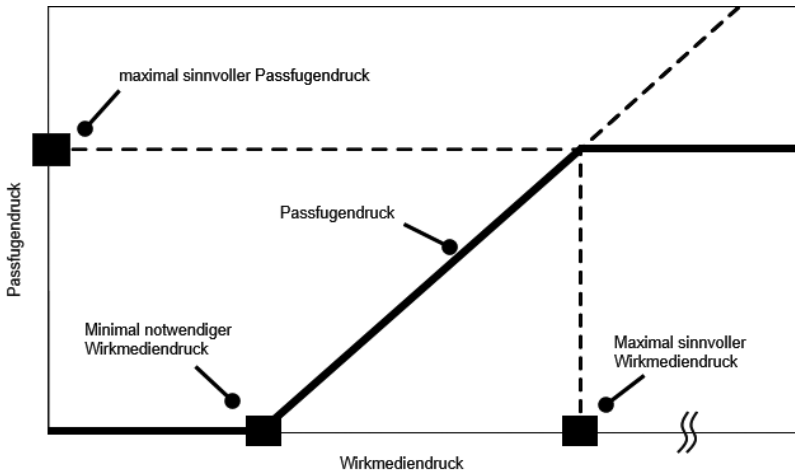 maximal sinnvoller Passfugendruck
Passfugendruck
Passfugendruck
Minimal notwendiger
Wirkmediendruck
Maximal sinnvoller
Wirkmediendruck
Wirkmediendruck